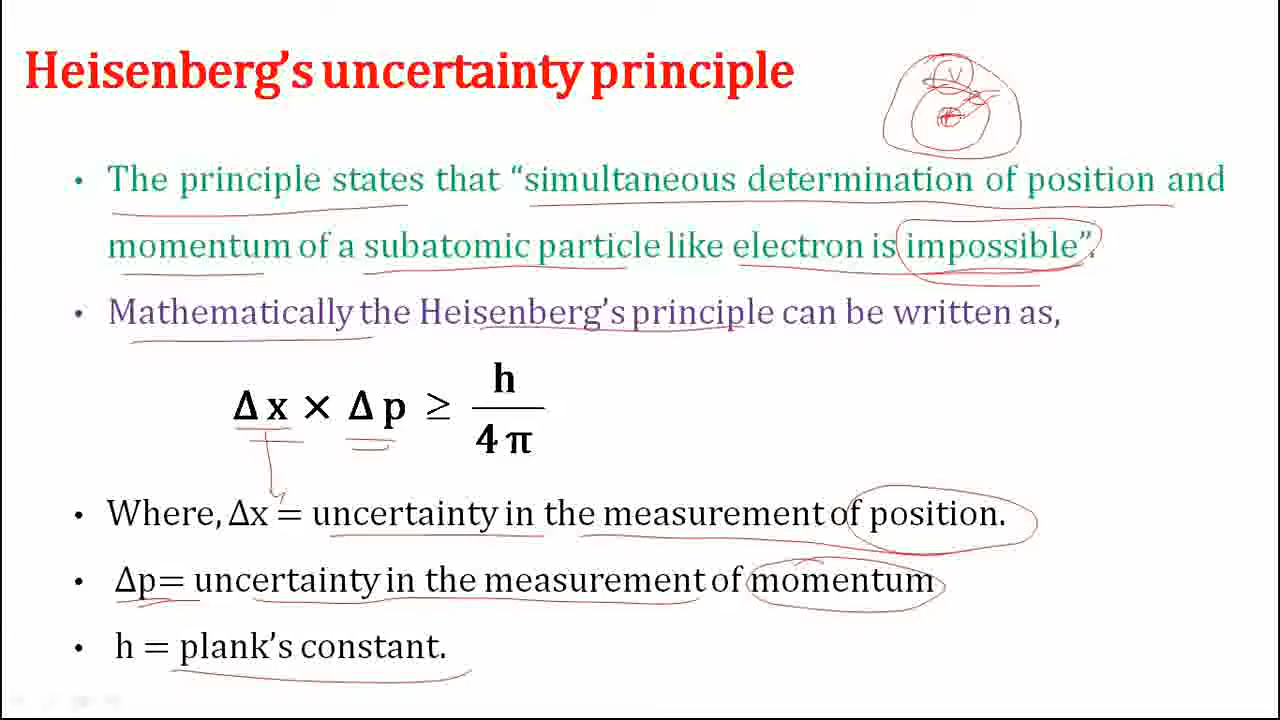 Heisenberg's uncertainty principle
V
• The principle states that “simultaneous determination of position and
momentum of a subatomic particle like electron is impossible”.
• Mathematically the Heisenberg's principle can be written as,
Δ x × Δ p ≥ h / 4 π
• Where, Δx = uncertainty in the measurement of position.
• Δp= uncertainty in the measurement of momentum
• h = plank's constant.